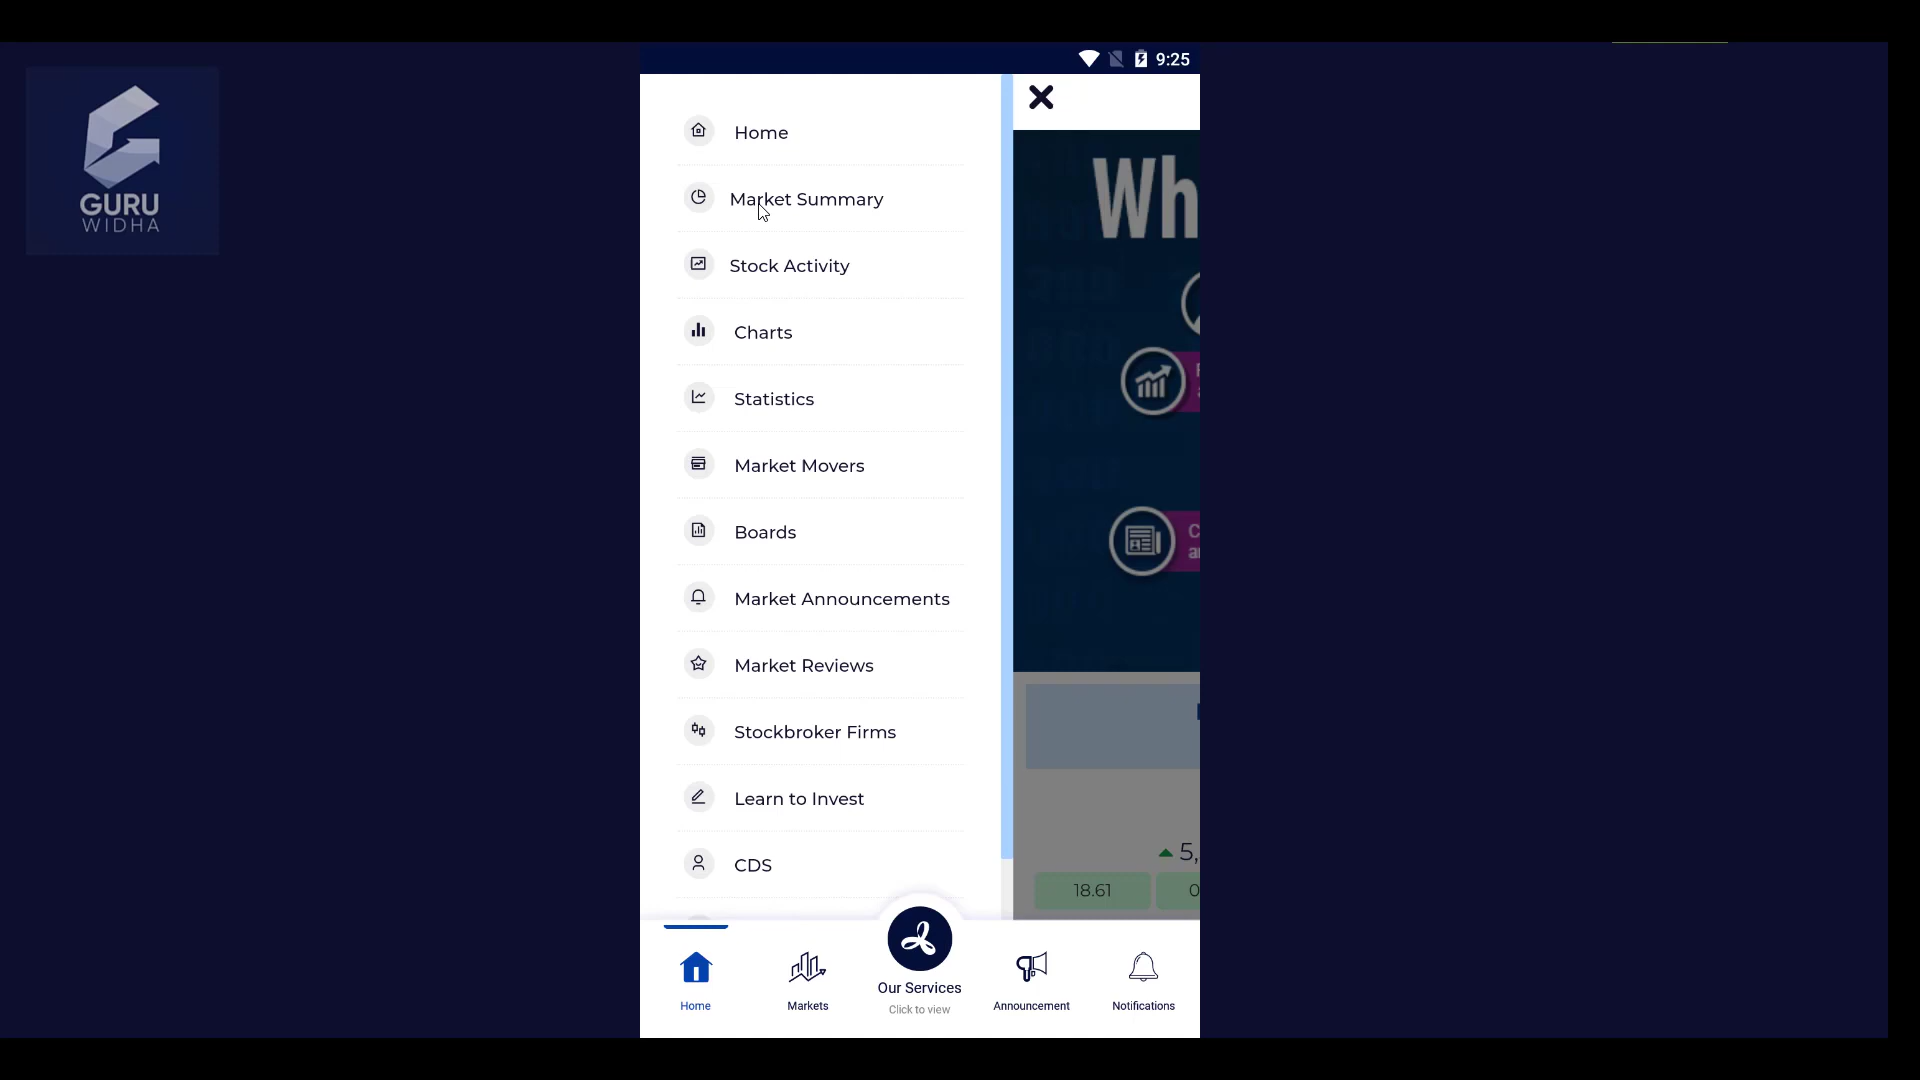 GURU
WIDHA
9:25
Home
Market Summary
Stock Activity
Charts
Statistics
Market Movers
Boards
Market Announcements
Market Reviews
Stockbroker Firms
Learn to Invest
CDS
Wh
5,
18.61
Home
Markets
Our Services
Click to view
Announcement
Notifications